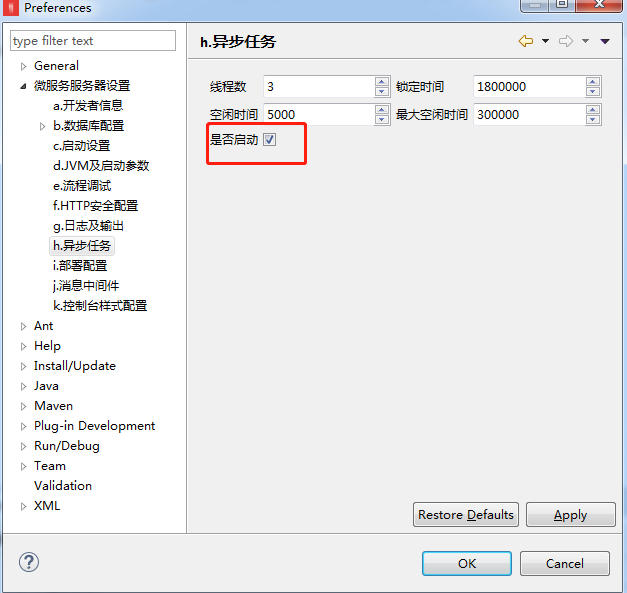 Preferences
type filter text
General
微服务服务器设置
a.开发者信息
b.数据库配置
c.启动设置
d.JVM及启动参数
e.流程调试
f.HTTP安全配置
g.日志及输出
h.异步任务
i.部署配置
j.消息中间件
k.控制台样式配置
Ant
Help
Install/Update
Java
Maven
Plug-in Development
Run/Debug
Team
Validation
XML
h.异步任务
线程数 3 锁定时间 1800000
空闲时间 5000 最大空闲时间 300000
是否启动
Restore Defaults Apply
? OK Cancel